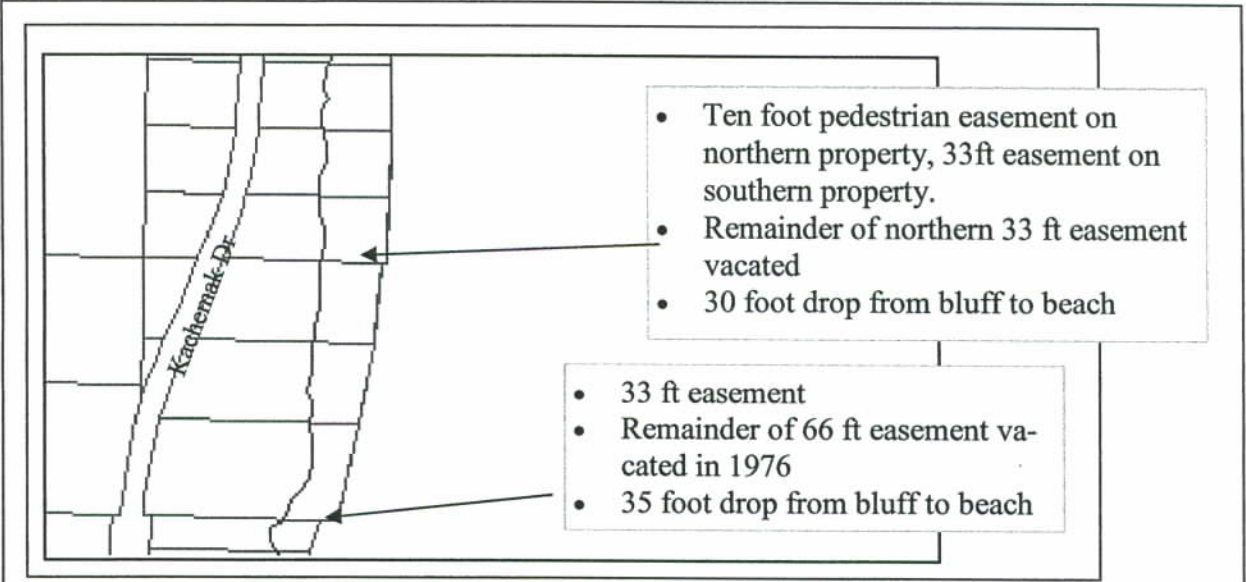 • Ten foot pedestrian easement on
northern property, 33ft easement on
southern property.
• Remainder of northern 33 ft easement
vacated
• 30 foot drop from bluff to beach
Kachemak Dr
• 33 ft easement
• Remainder of 66 ft easement va-
cated in 1976
• 35 foot drop from bluff to beach